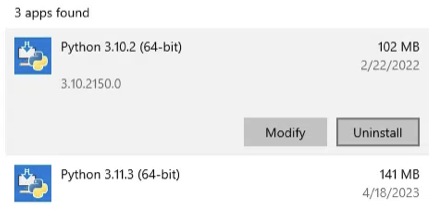 3 apps found
Python 3.10.2 (64-bit) 102 MB
2/22/2022
3.10.2150.0
Modify Uninstall
Python 3.11.3 (64-bit) 141 MB
4/18/2023